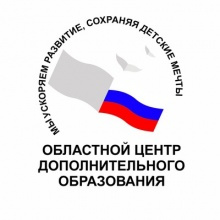 МЫ УСКОРЯЕМ РАЗВИТИЕ, СОХРАНЯЯ ДЕТСКИЕ МЕЧТЫ
ОБЛАСТНОЙ ЦЕНТР
ДОПОЛНИТЕЛЬНОГО
ОБРАЗОВАНИЯ